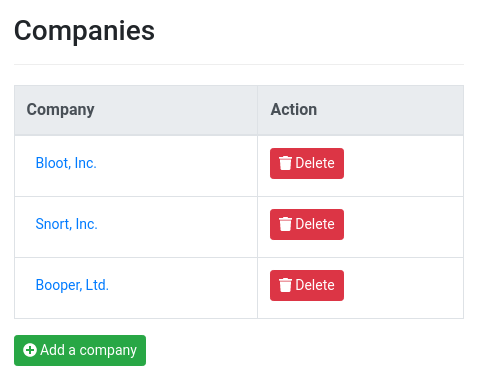 Companies
Company Action
Bloot, Inc. Delete
Snort, Inc. Delete
Booper, Ltd. Delete
Add a company